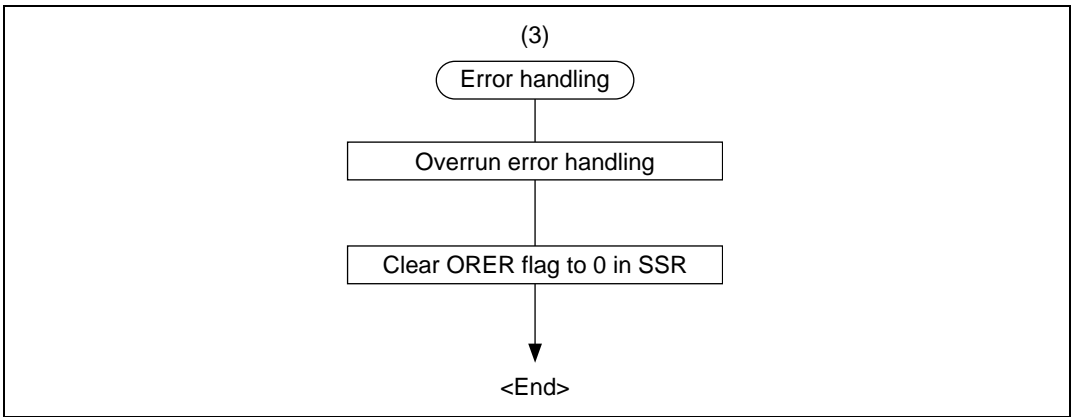 (3)
Error handling
Overrun error handling
Clear ORER flag to 0 in SSR
<End>